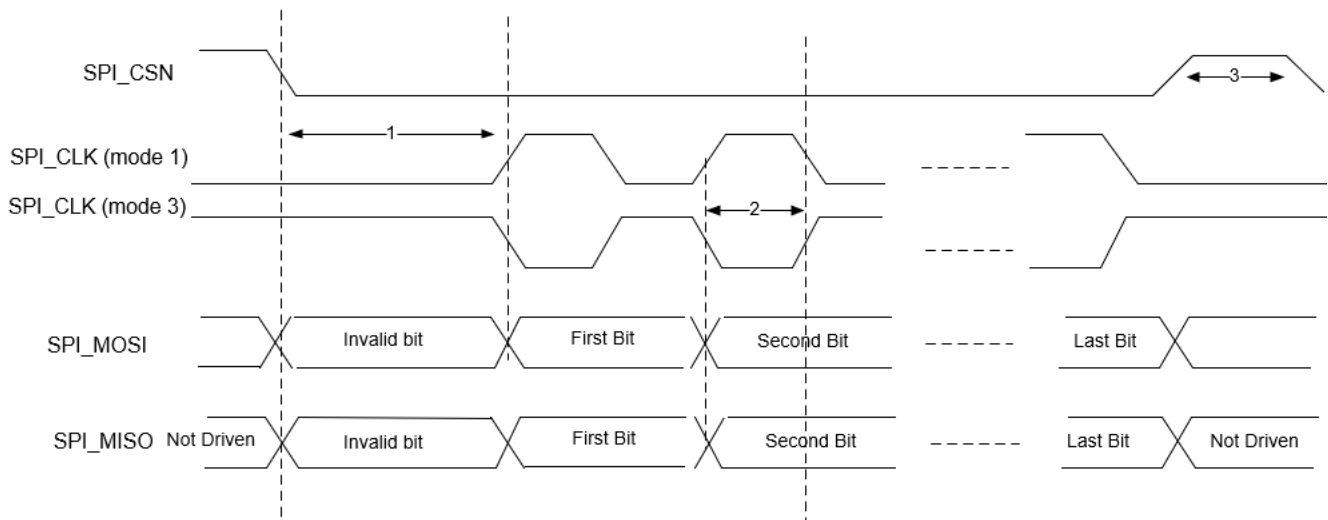 SPI_CSN
3
1
SPI_CLK (mode 1)
SPI_CLK (mode 3)
2
SPI_MOSI
Invalid bit
First Bit
Second Bit
Last Bit
SPI_MISO
Not Driven
Invalid bit
First Bit
Second Bit
Last Bit
Not Driven